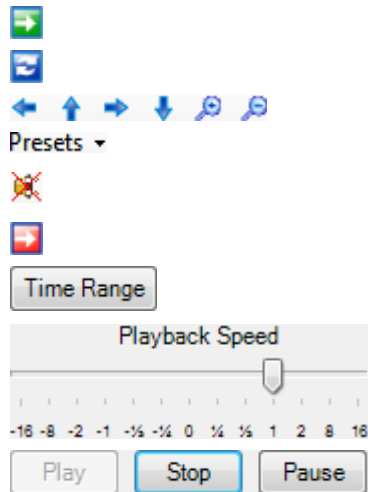 Presets
Time Range
Playback Speed
-16 -8 -2 -1 -½ -¼ 0 ¼ ½ 1 2 8 16
Play Stop Pause